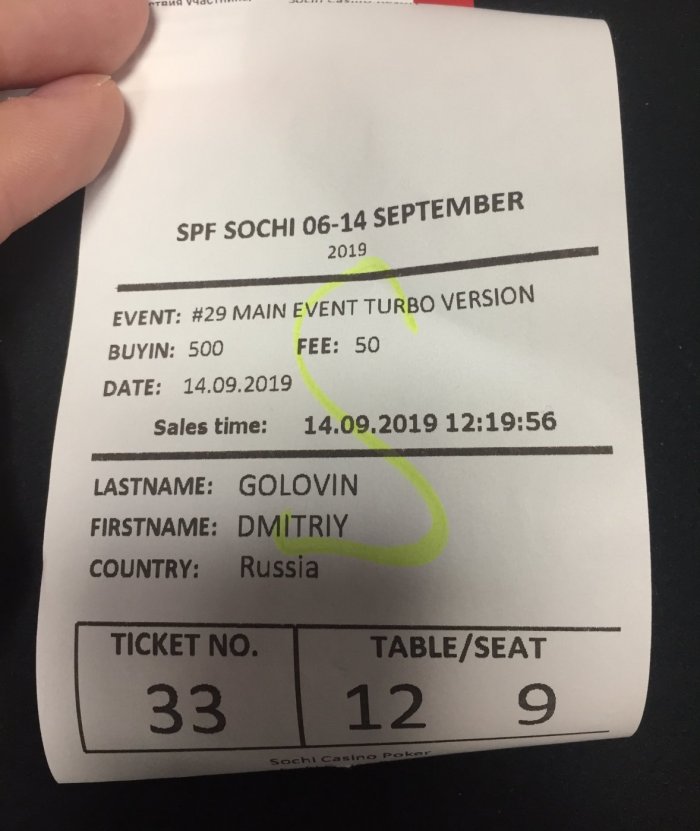 SPF SOCHI 06-14 SEPTEMBER
2019
EVENT: #29 MAIN EVENT TURBO VERSION
BUYIN: 500 FEE: 50
DATE: 14.09.2019
Sales time: 14.09.2019 12:19:56
LASTNAME: GOLOVIN
FIRSTNAME: DMITRIY
COUNTRY: Russia
TICKET NO. TABLE/SEAT
33 12 9
Sochi Casino Poker